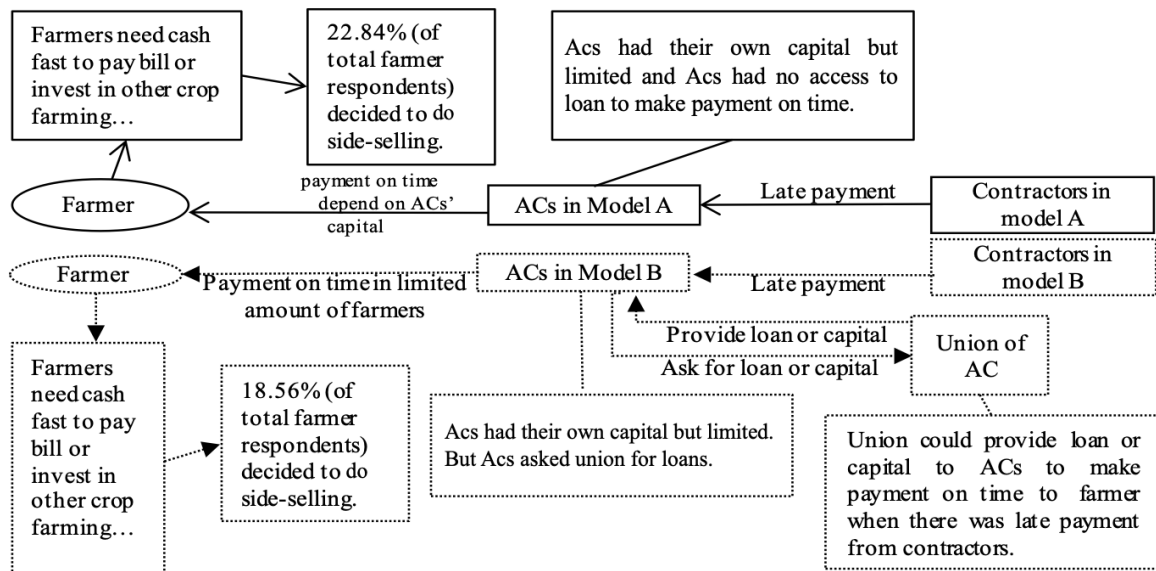 Farmers need cash
fast to pay bill or
invest in other crop
farming…
22.84% (of
total farmer
respondents)
decided to do
side-selling.
Acs had their own capital but
limited and Acs had no access to
loan to make payment on time.
Farmer
payment on time
depend on ACs’
capital
ACs in Model A
Late payment
Contractors in
model A
Farmer
Payment on time in limited
amount of farmers
ACs in Model B
Late payment
Contractors in
model B
Provide loan or capital
Ask for loan or capital
Union of
AC
Farmers
need cash
fast to pay
bill or
invest in
other crop
farming…
18.56% (of
total farmer
respondents)
decided to do
side-selling.
Acs had their own capital but limited.
But Acs asked union for loans.
Union could provide loan or
capital to ACs to make
payment on time to farmer
when there was late payment
from contractors.